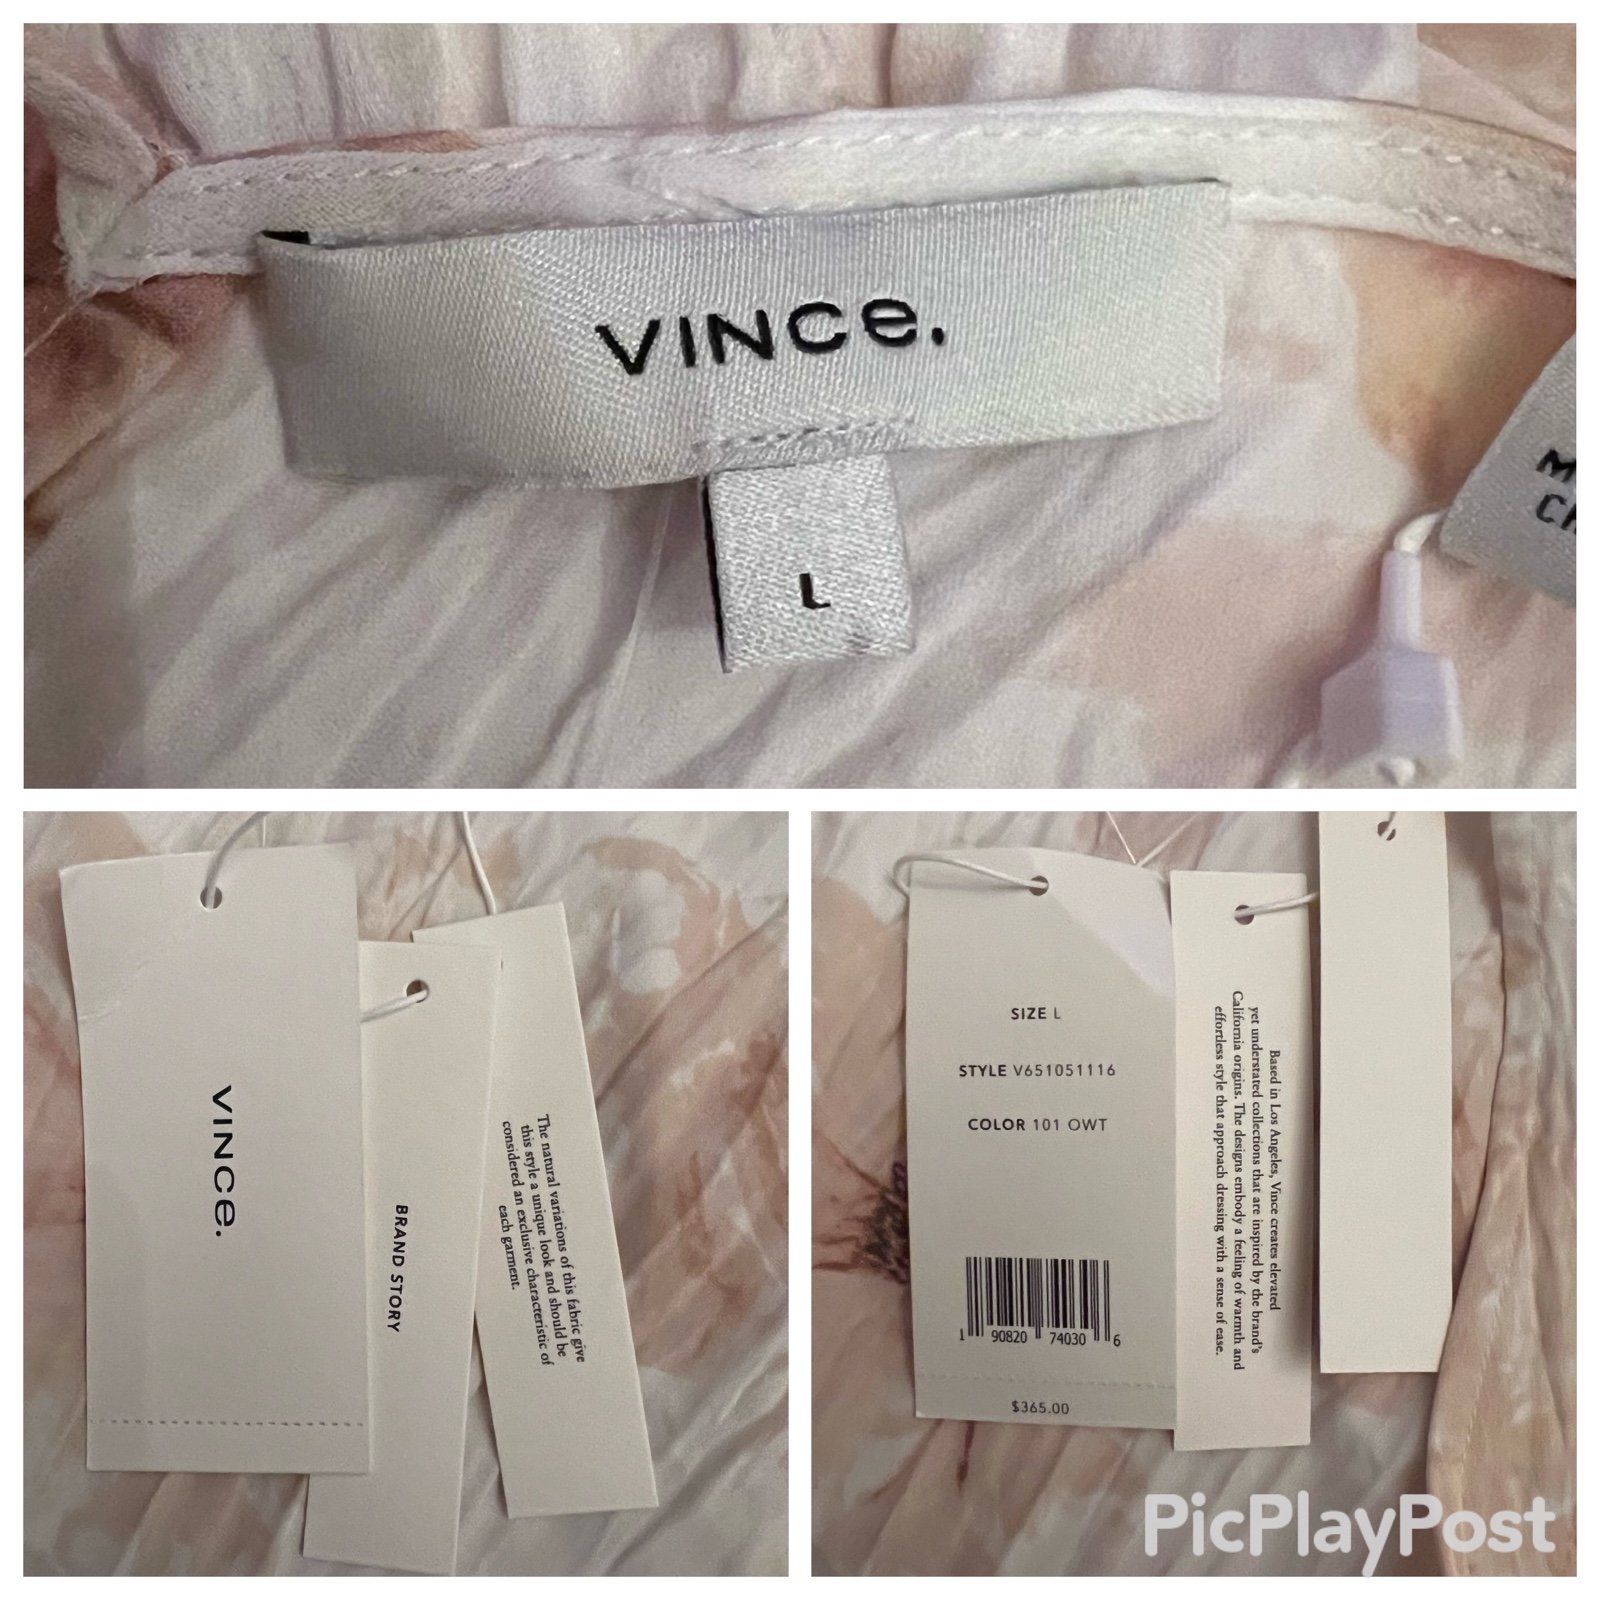 VINCe.
L
VINCe.
BRAND STORY
The natural variations of this fabric give
this style a unique look and should be
considered an exclusive characteristic of
each garment.
SIZE L
STYLE V651051116
COLOR 101 OWT
1 90820 74030 6
$365.00
Based in Los Angeles, Vince creates elevated
yet understated collections that are inspired by the brand's
California origins. The designs embody a feeling of warmth and
effortless style that approach dressing with a sense of ease.
PicPlayPost